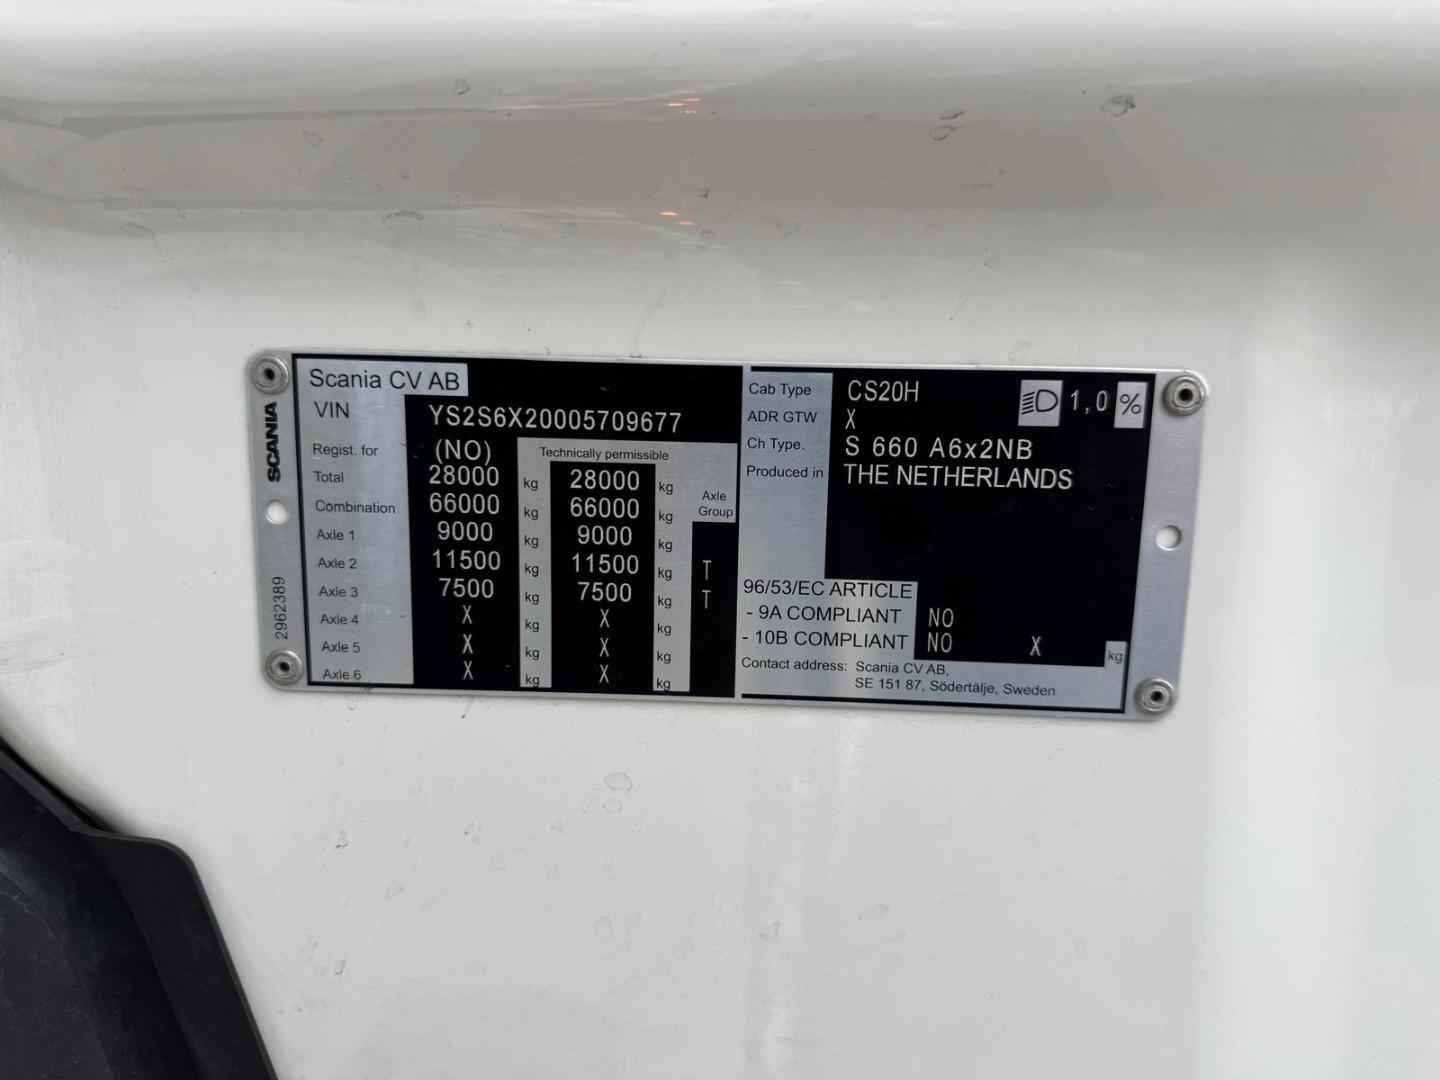 SCANIA
2962389
Scania CV AB
VIN YS2S6X20005709677
Regist. for (NO) Technically permissible
Total 28000 kg 28000 kg
Axle Group
Combination 66000 kg 66000 kg
Axle 1 9000 kg 9000 kg
Axle 2 11500 kg 11500 kg T
Axle 3 7500 kg 7500 kg T
Axle 4 X kg X kg
Axle 5 X kg X kg
Axle 6 X kg X kg
Cab Type CS20H 1,0 %
ADR GTW X
Ch Type. S 660 A6x2NB
Produced in THE NETHERLANDS
96/53/EC ARTICLE
- 9A COMPLIANT NO
- 10B COMPLIANT NO X kg
Contact address: Scania CV AB,
SE 151 87, Södertälje, Sweden